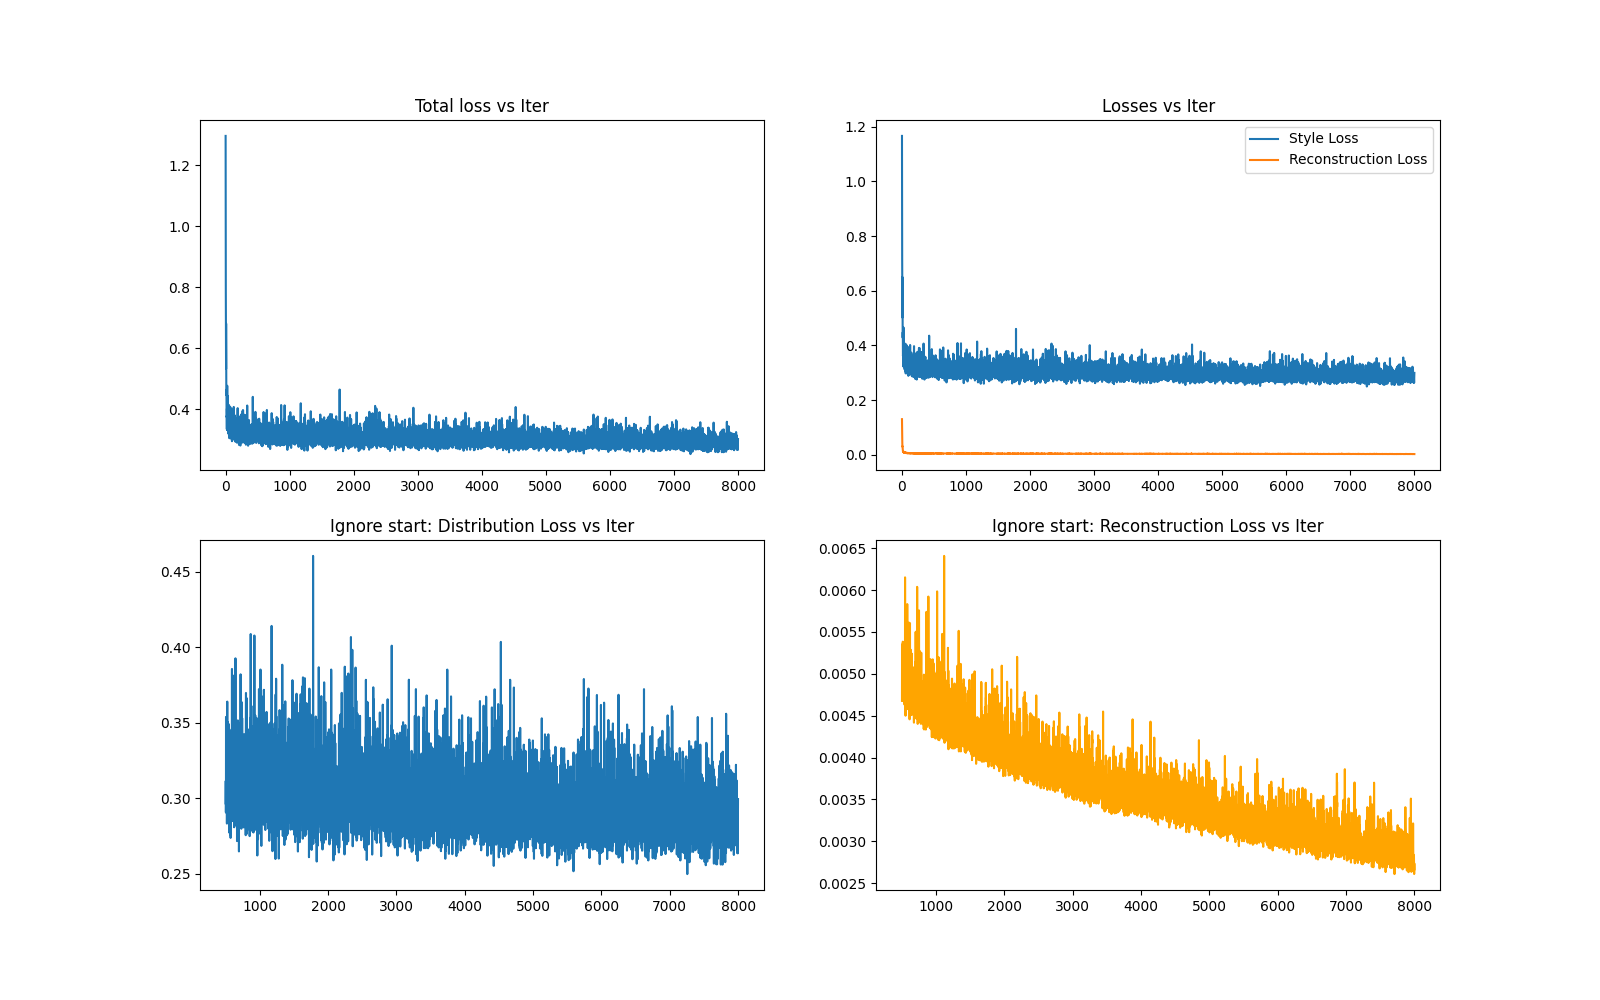 Total loss vs Iter
1.2
1.0
0.8
0.6
0.4
0 1000 2000 3000 4000 5000 6000 7000 8000
Losses vs Iter
Style Loss
Reconstruction Loss
1.2
1.0
0.8
0.6
0.4
0.2
0.0
0 1000 2000 3000 4000 5000 6000 7000 8000
Ignore start: Distribution Loss vs Iter
0.45
0.40
0.35
0.30
0.25
1000 2000 3000 4000 5000 6000 7000 8000
Ignore start: Reconstruction Loss vs Iter
0.0065
0.0060
0.0055
0.0050
0.0045
0.0040
0.0035
0.0030
0.0025
1000 2000 3000 4000 5000 6000 7000 8000